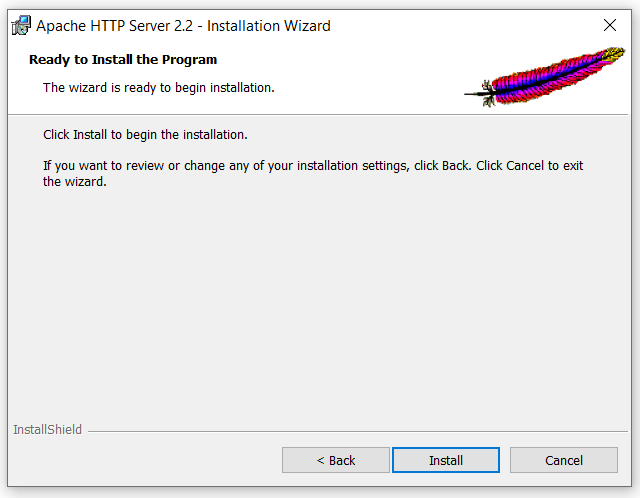 Apache HTTP Server 2.2 - Installation Wizard
Ready to Install the Program
The wizard is ready to begin installation.
Click Install to begin the installation.
If you want to review or change any of your installation settings, click Back. Click Cancel to exit
the wizard.
InstallShield
< Back
Install
Cancel